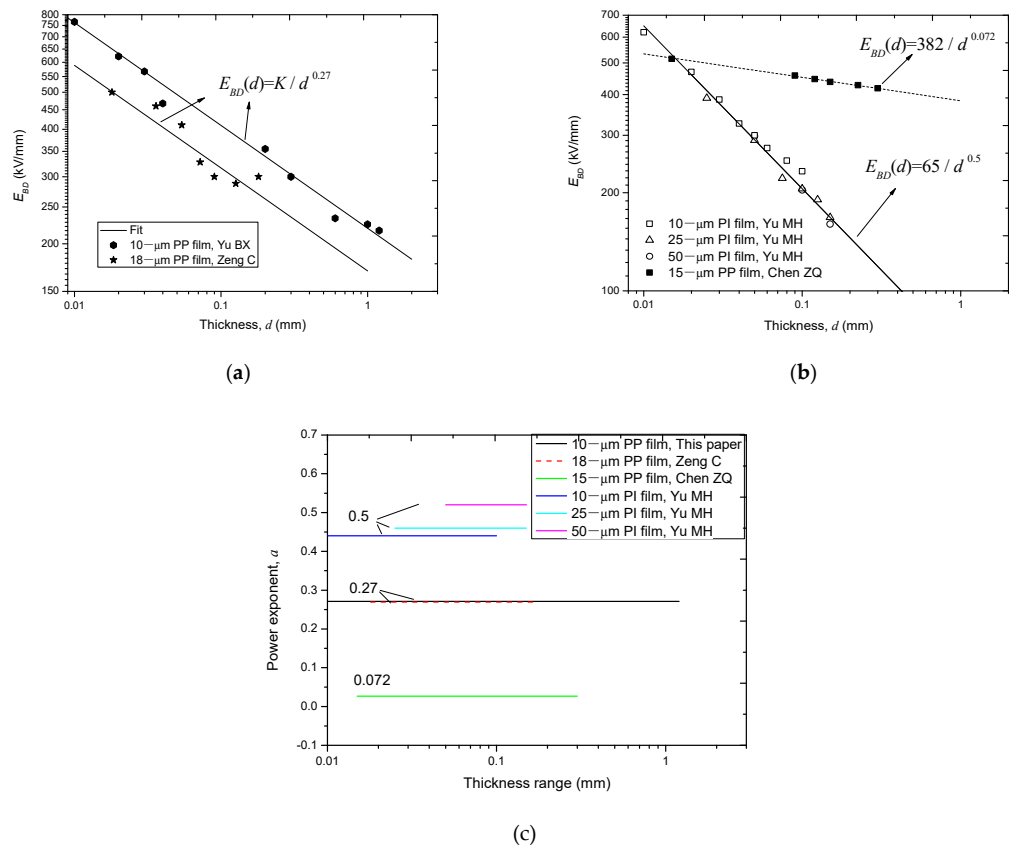 800
700
600
550
500
450
400
350
300
250
200
150
0.01
0.1
1
E_BD (kV/mm)
Thickness, d (mm)
E_BD(d)=K / d^0.27
Fit
10−μm PP film, Yu BX
18−μm PP film, Zeng C
(a)
700
600
500
400
300
200
100
0.01
0.1
1
E_BD (kV/mm)
Thickness, d (mm)
E_BD(d)=382 / d^0.072
E_BD(d)=65 / d^0.5
10−μm PI film, Yu MH
25−μm PI film, Yu MH
50−μm PI film, Yu MH
15−μm PP film, Chen ZQ
(b)
0.7
0.6
0.5
0.4
0.3
0.2
0.1
0.0
-0.1
0.01
0.1
1
Power exponent, a
Thickness range (mm)
10−μm PP film, This paper
18−μm PP film, Zeng C
15−μm PP film, Chen ZQ
10−μm PI film, Yu MH
25−μm PI film, Yu MH
50−μm PI film, Yu MH
0.5
0.27
0.072
(c)